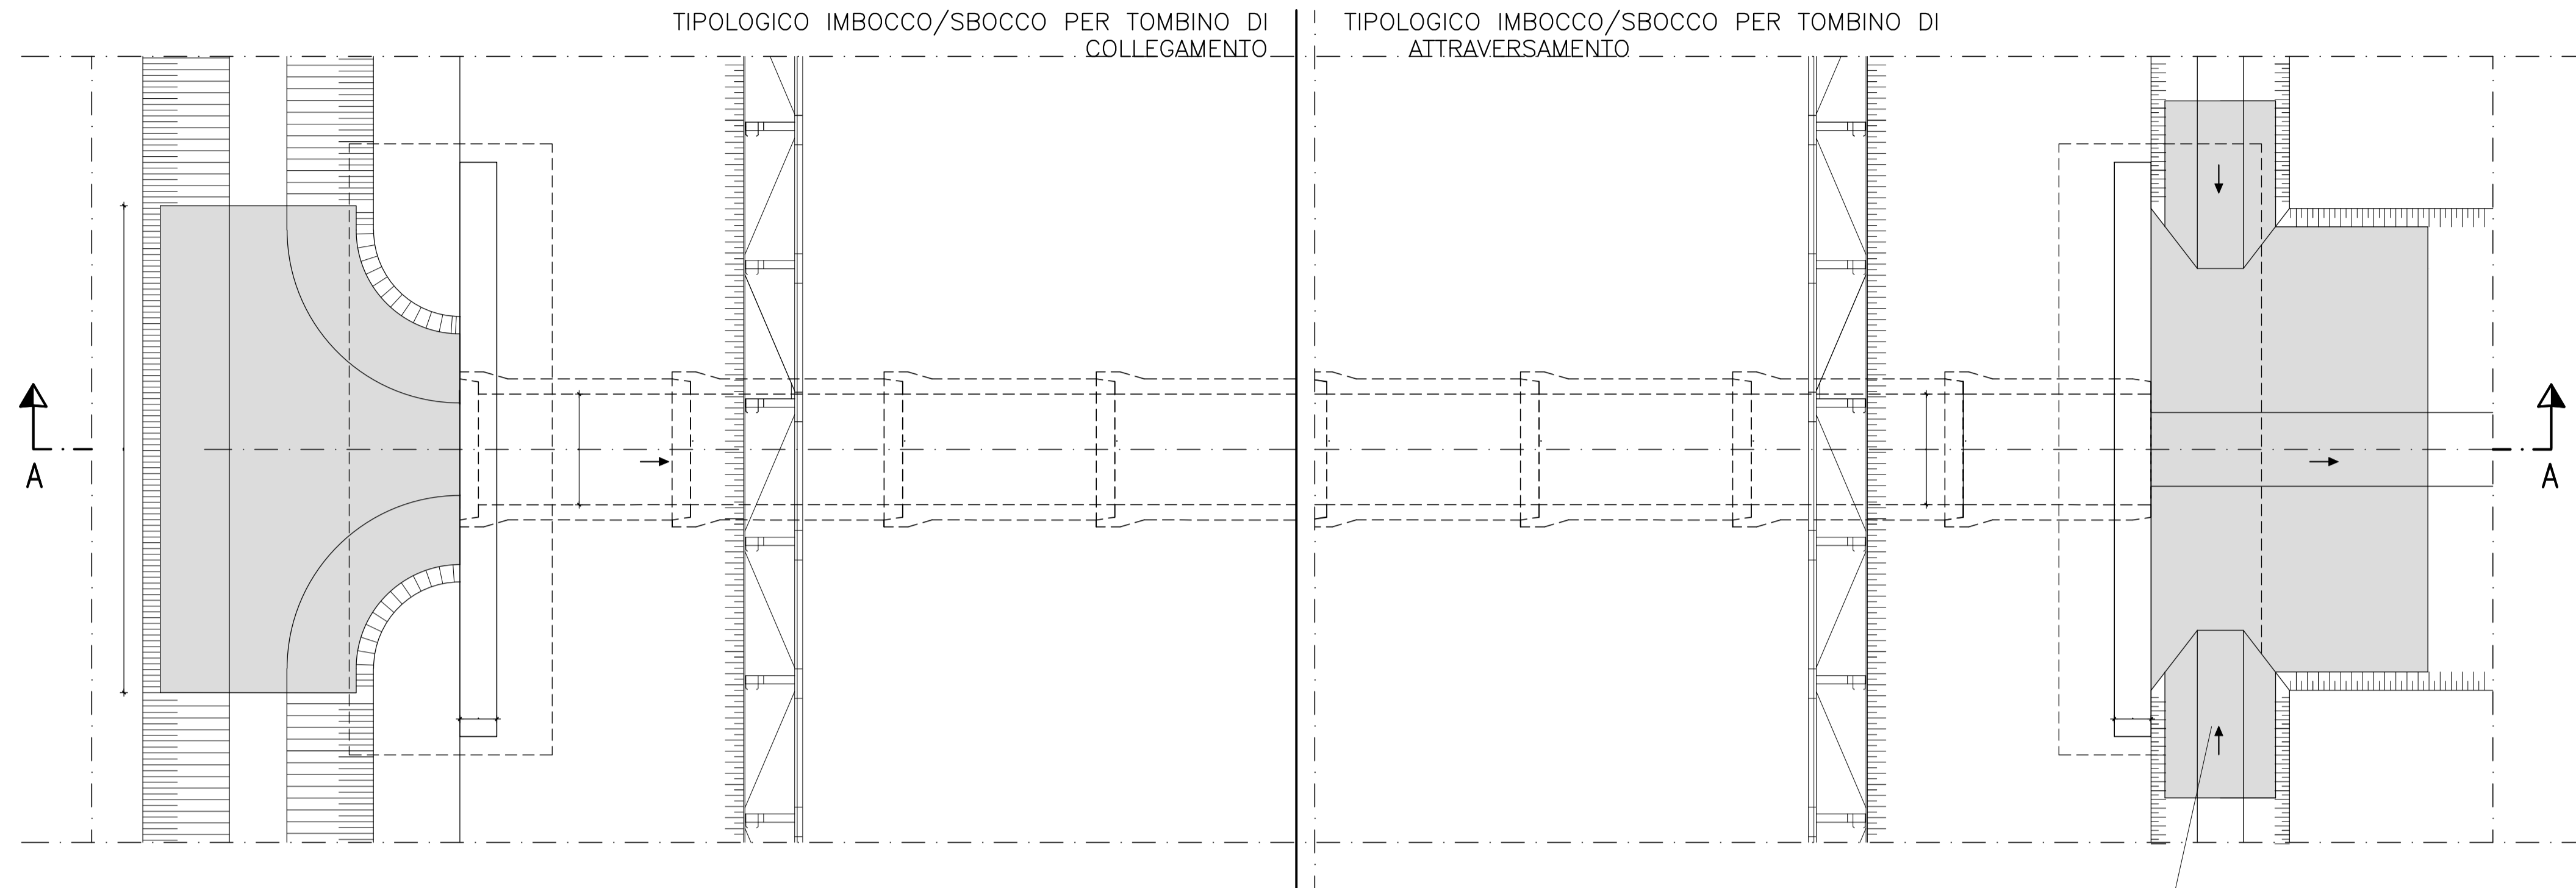 TIPOLOGICO IMBOCCO/SBOCCO PER TOMBINO DI
COLLEGAMENTO
TIPOLOGICO IMBOCCO/SBOCCO PER TOMBINO DI
ATTRAVERSAMENTO
A
A